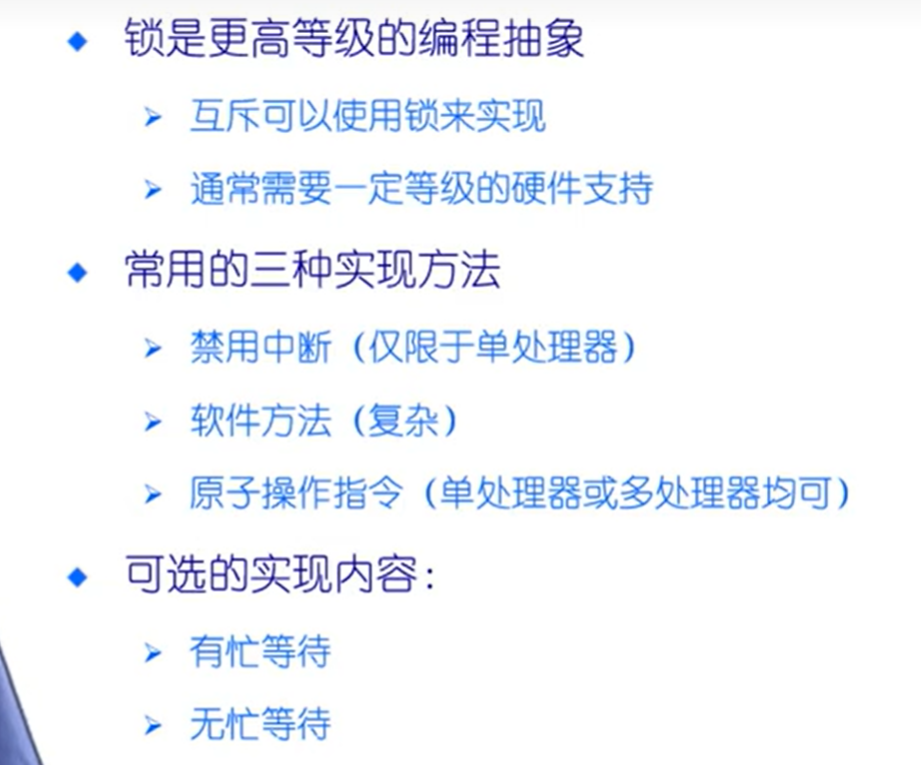 锁是更高等级的编程抽象
互斥可以使用锁来实现
通常需要一定等级的硬件支持
常用的三种实现方法
禁用中断（仅限于单处理器）
软件方法（复杂）
原子操作指令（单处理器或多处理器均可）
可选的实现内容：
有忙等待
无忙等待